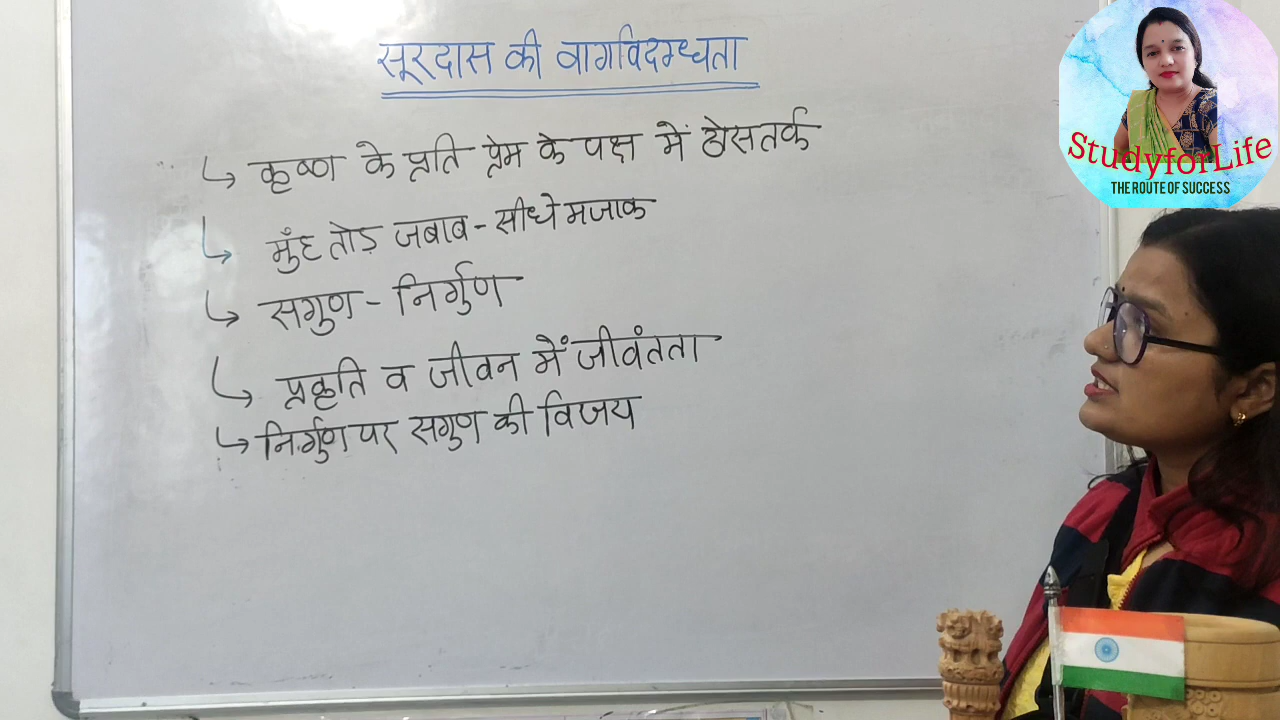 सूरदास की वागविदग्धता
↳ कृष्ण के प्रति प्रेम के पक्ष में ठोस तर्क
↳ मुँह तोड़ जबाब - सीधे मजाक
↳ सगुण - निर्गुण
↳ प्रकृति व जीवन में जीवंतता
↳ निर्गुण पर सगुण की विजय
StudyforLife
THE ROUTE OF SUCCESS